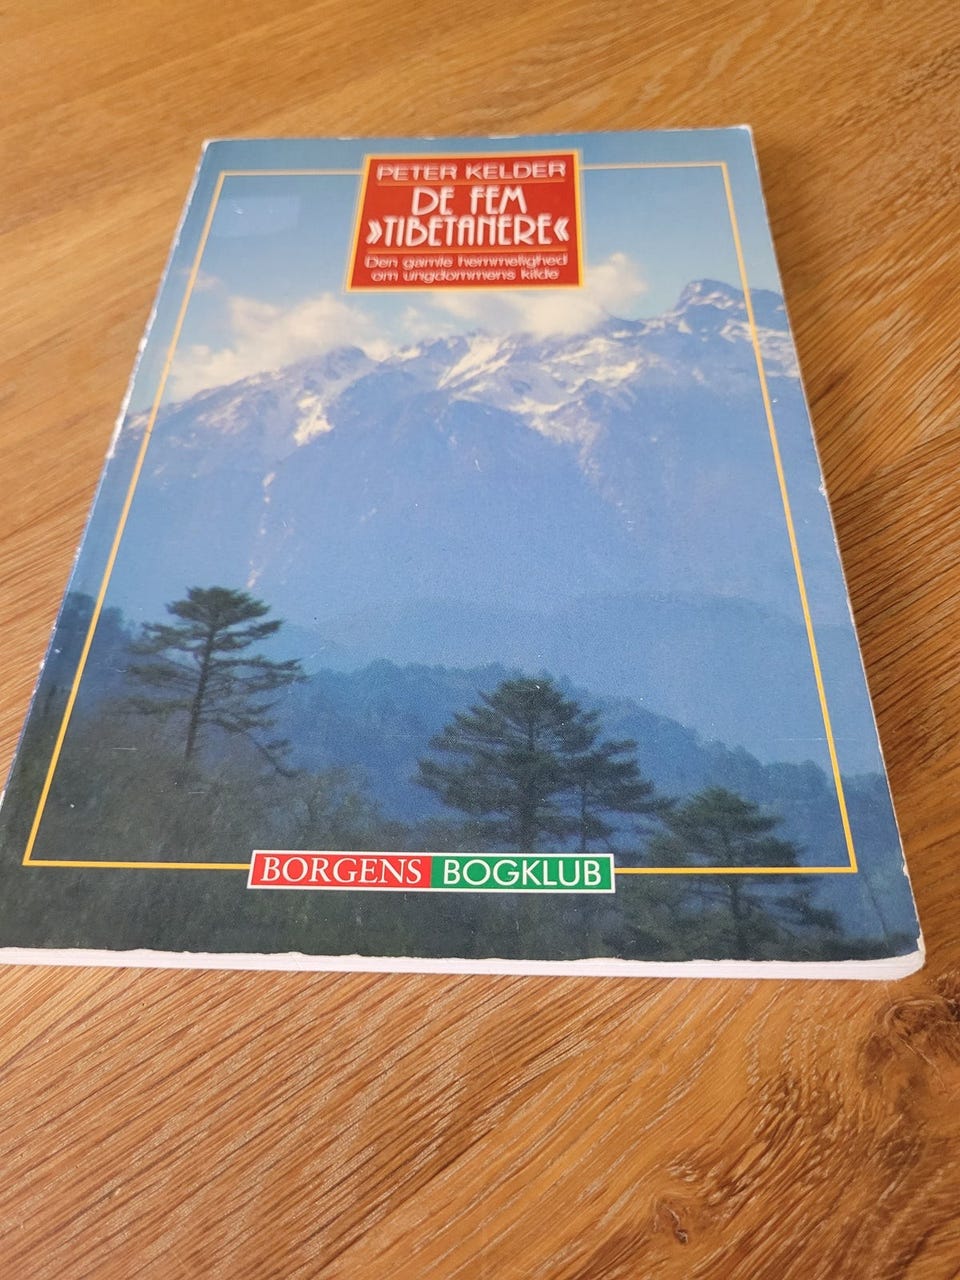 PETER KELDER
DE FEM
»TIBETANERE«
Den gamle hemmelighed
om ungdommens kilde
BORGENS BOGKLUB